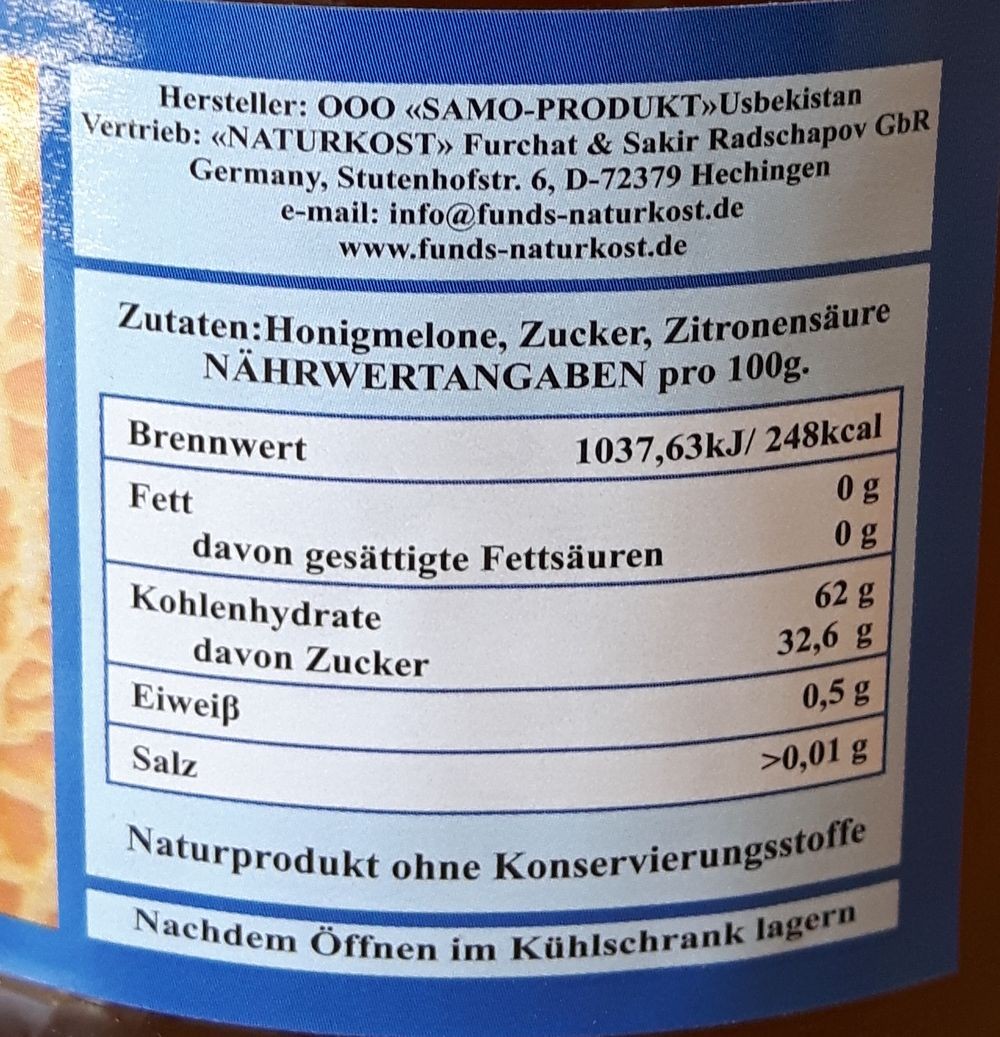 Hersteller: OOO «SAMO-PRODUKT»Usbekistan
Vertrieb: «NATURKOST» Furchat & Sakir Radschapov GbR
Germany, Stutenhofstr. 6, D-72379 Hechingen
e-mail: info@funds-naturkost.de
www.funds-naturkost.de
Zutaten:Honigmelone, Zucker, Zitronensäure
NÄHRWERTANGABEN pro 100g.
Brennwert 1037,63kJ/ 248kcal
Fett 0 g
davon gesättigte Fettsäuren 0 g
Kohlenhydrate 62 g
davon Zucker 32,6 g
Eiweiß 0,5 g
Salz >0,01 g
Naturprodukt ohne Konservierungsstoffe
Nachdem Öffnen im Kühlschrank lagern